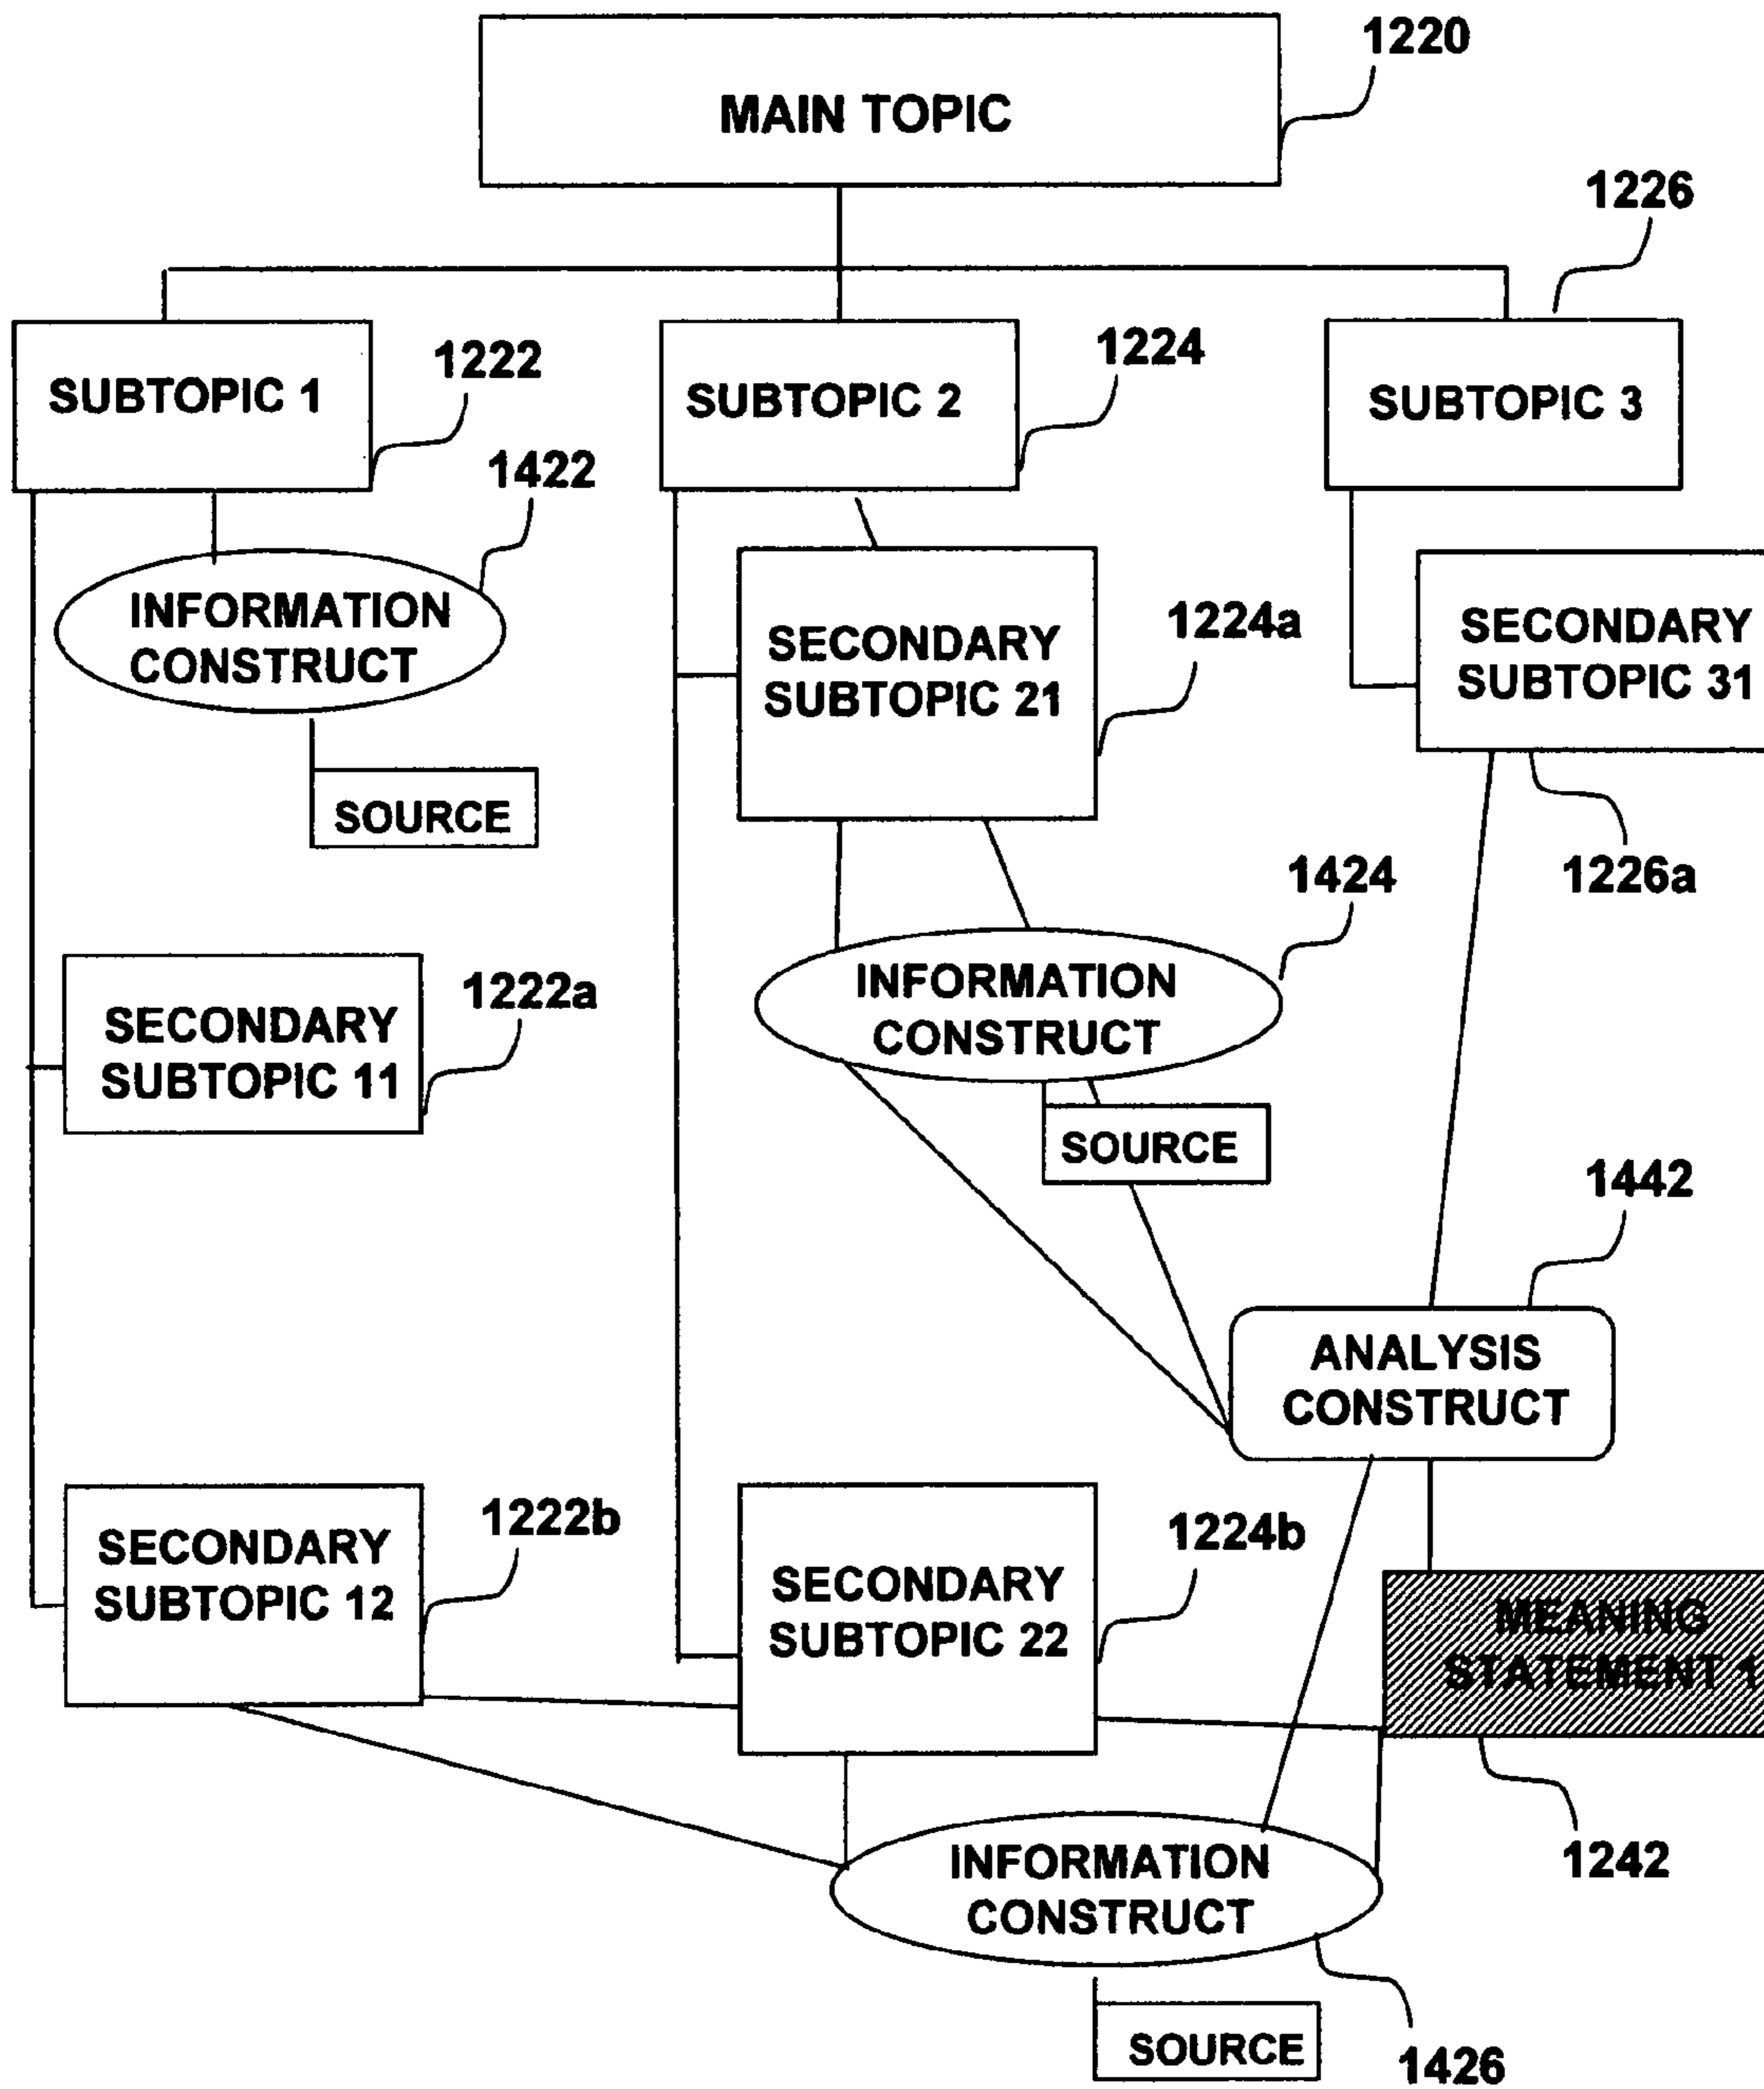 1220
MAIN TOPIC
1226
SUBTOPIC 1
1222
SUBTOPIC 2
1224
SUBTOPIC 3
1422
INFORMATION
CONSTRUCT
SOURCE
SECONDARY
SUBTOPIC 21
1224a
SECONDARY
SUBTOPIC 31
1226a
1424
INFORMATION
CONSTRUCT
SOURCE
SECONDARY
SUBTOPIC 11
1222a
1442
ANALYSIS
CONSTRUCT
SECONDARY
SUBTOPIC 12
1222b
SECONDARY
SUBTOPIC 22
1224b
MEANING
STATEMENT 1
1242
INFORMATION
CONSTRUCT
SOURCE
1426